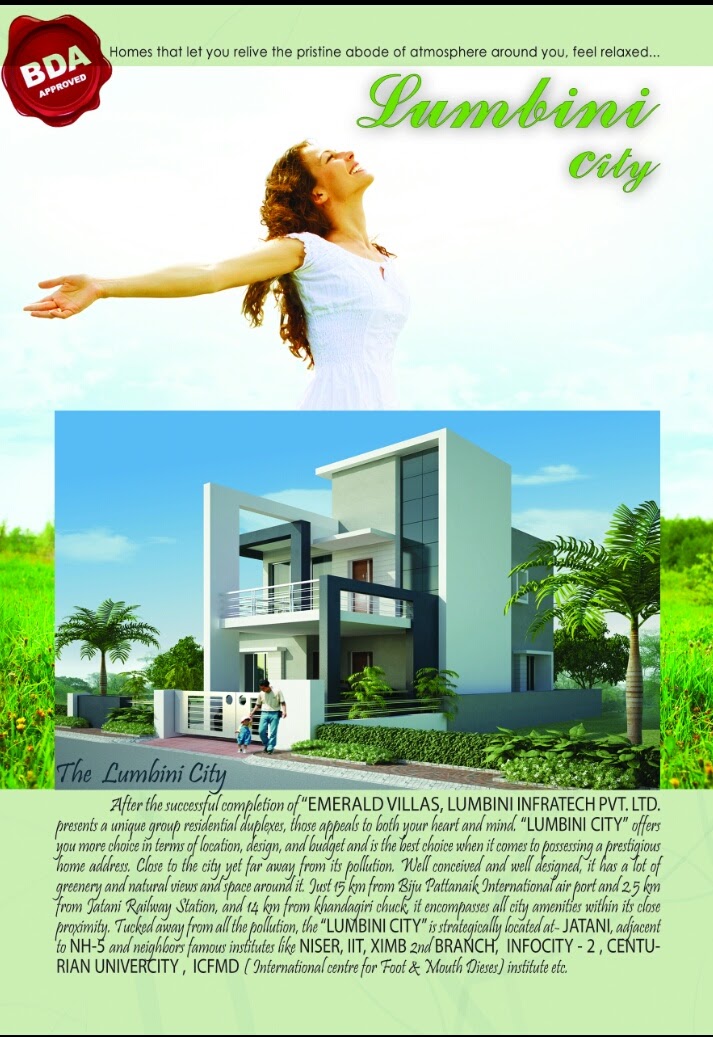 BDA
APPROVED
Homes that let you relive the pristine abode of atmosphere around you, feel relaxed...
Lumbini
City
The Lumbini City
After the successful completion of “EMERALD VILLAS, LUMBINI INFRATECH PVT. LTD.
presents a unique group residential duplexes, those appeals to both your heart and mind. “LUMBINI CITY” offers
you more choice in terms of location, design, and budget and is the best choice when it comes to possessing a prestigious
home address. Close to the city yet far away from its pollution. Well conceived and well designed, it has a lot of
greenery and natural views and space around it. Just 15 km from Biju Pattanaik International air port and 25 km
from Jatani Railway Station, and 14 km from khandagiri chuck, it encompasses all city amenities within its close
proximity. Tucked away from all the pollution, the “LUMBINI CITY” is strategically located at- JATANI, adjacent
to NH-5 and neighbors famous institutes like NISER, IIT, XIMB 2nd BRANCH, INFOCITY - 2 , CENTU-
RIAN UNIVERCITY , ICFMD ( International centre for Foot & Mouth Dieses) institute etc.